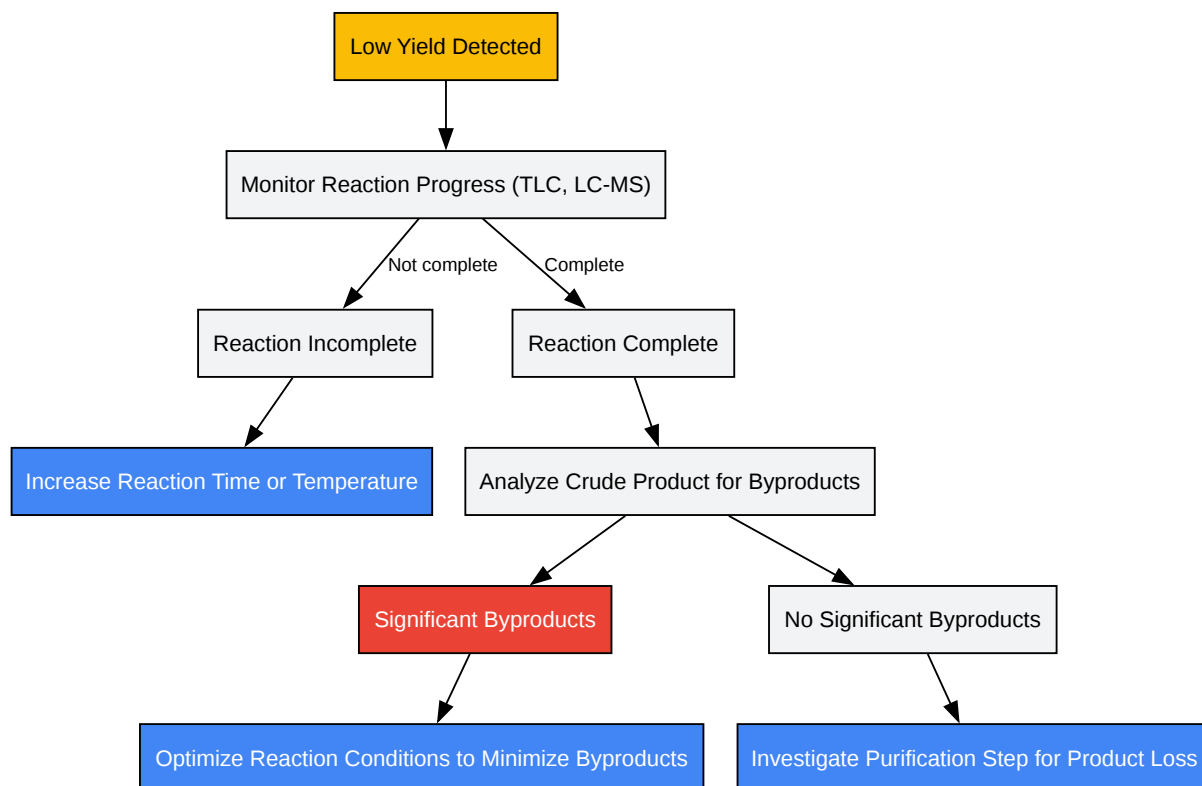 Low Yield Detected
Monitor Reaction Progress (TLC, LC-MS)
Not complete
Complete
Reaction Incomplete
Reaction Complete
Increase Reaction Time or Temperature
Analyze Crude Product for Byproducts
Significant Byproducts
No Significant Byproducts
Optimize Reaction Conditions to Minimize Byproducts
Investigate Purification Step for Product Loss